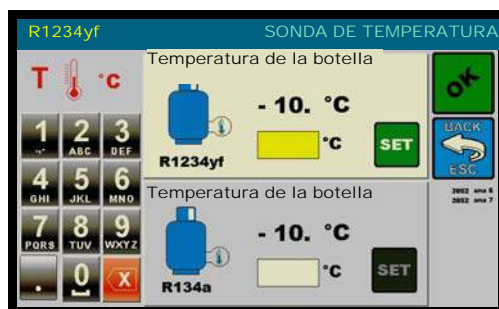 R1234yf SONDA DE TEMPERATURA
T °C
Temperatura de la botella
- 10. °C
°C SET
R1234yf
OK
BACK
ESC
1 2 3
ABC DEF
4 5 6
GHI JKL MNO
7 8 9
PQRS TUV WXYZ
. 0 X
Temperatura de la botella
- 10. °C
°C SET
R134a